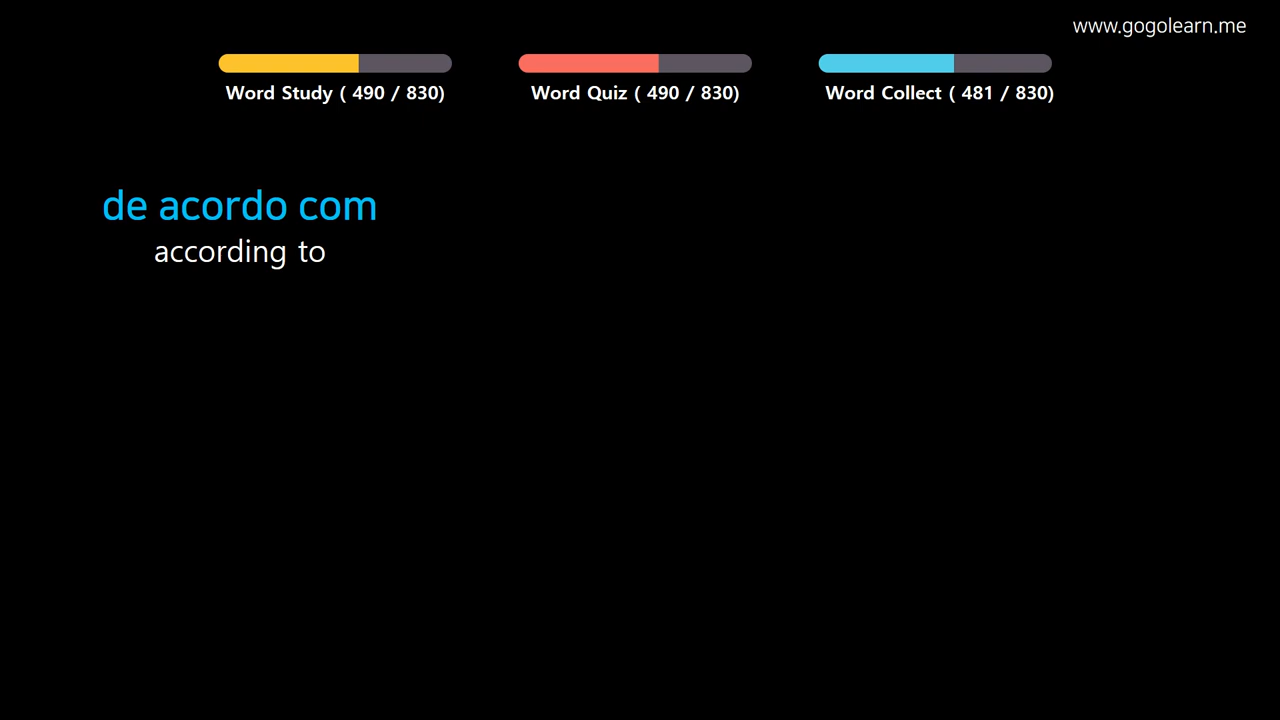 www.gogolearn.me
Word Study ( 490 / 830)
Word Quiz ( 490 / 830)
Word Collect ( 481 / 830)
de acordo com
according to